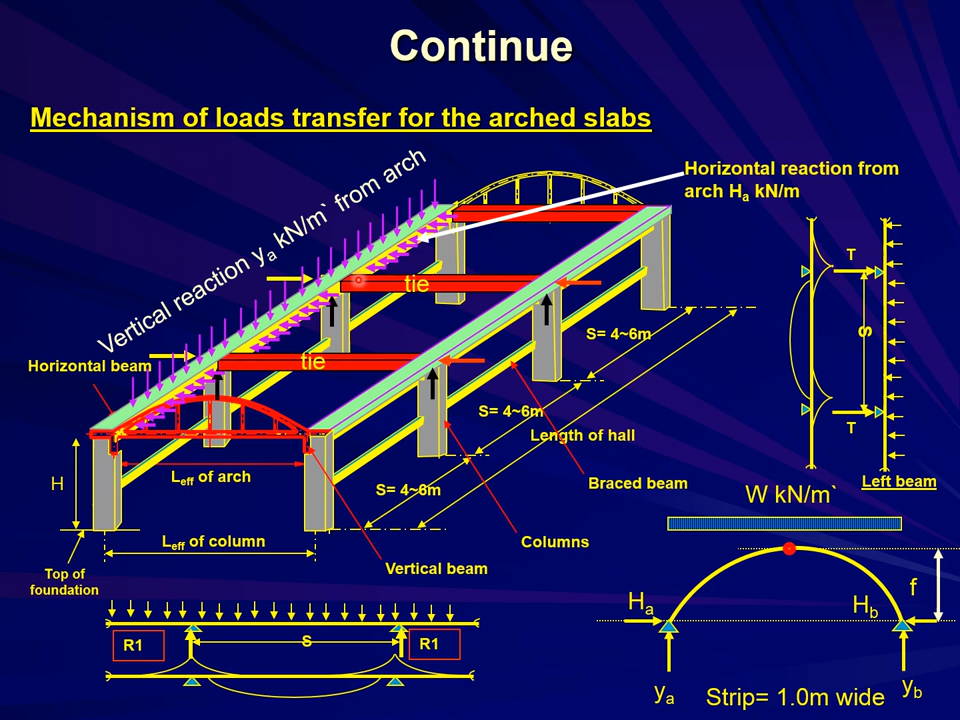 Continue
Mechanism of loads transfer for the arched slabs
Vertical reaction ya kN/m` from arch
Horizontal reaction from
arch Ha kN/m
T
tie
S
S= 4~6m
Horizontal beam
tie
S= 4~6m
T
Length of hall
Leff of arch
H
S= 4~6m
Braced beam
Left beam
W kN/m`
Leff of column
Columns
Top of
foundation
Vertical beam
f
Ha
Hb
R1
S
R1
ya
Strip= 1.0m wide
yb